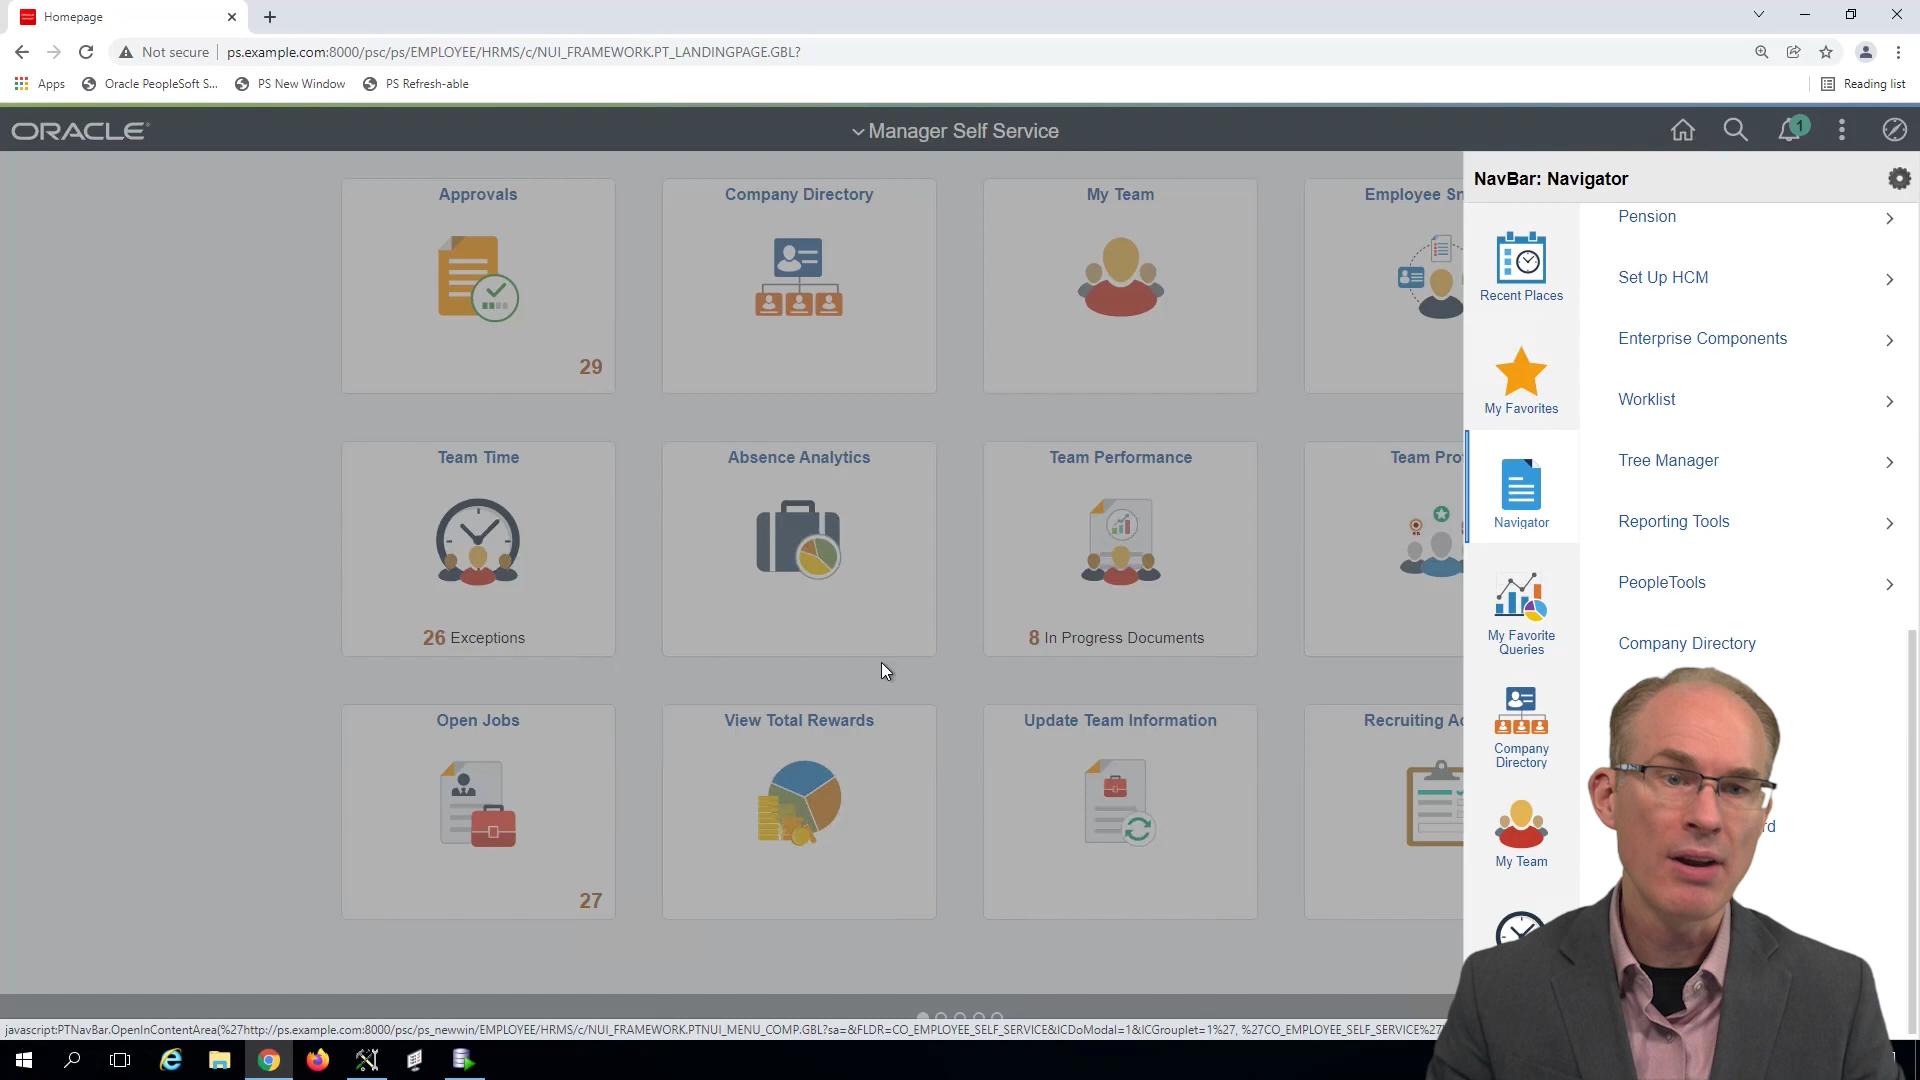 Homepage
Not secure
ps.example.com:8000/psc/ps/EMPLOYEE/HRMS/c/NUI_FRAMEWORK.PT_LANDINGPAGE.GBL?
Apps
Oracle PeopleSoft S...
PS New Window
PS Refresh-able
Reading list
ORACLE
Manager Self Service
1
NavBar: Navigator
Approvals
29
Company Directory
My Team
Employee Sn
Team Time
26 Exceptions
Absence Analytics
Team Performance
8 In Progress Documents
Team Pro
Open Jobs
27
View Total Rewards
Update Team Information
Recruiting Ac
Recent Places
My Favorites
Navigator
My Favorite
Queries
Company
Directory
My Team
Pension
Set Up HCM
Enterprise Components
Worklist
Tree Manager
Reporting Tools
PeopleTools
Company Directory
rd
javascript:PTNavBar.OpenInContentArea(%27http://ps.example.com:8000/psc/ps_newwin/EMPLOYEE/HRMS/c/NUI_FRAMEWORK.PTNUI_MENU_COMP.GBL?sa=&FLDR=CO_EMPLOYEE_SELF_SERVICE&ICDoModal=1&ICGrouplet=1%27, %27CO_EMPLOYEE_SELF_SERVICE%27